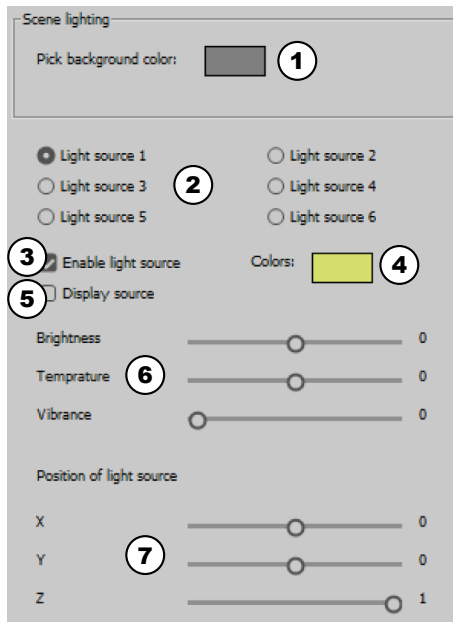 Scene lighting
Pick background color: 1
Light source 1 Light source 2
Light source 3 2 Light source 4
Light source 5 Light source 6
3 Enable light source Colors: 4
5 Display source
Brightness 0
Temprature 6 0
Vibrance 0
Position of light source
X 0
Y 7 0
Z 1